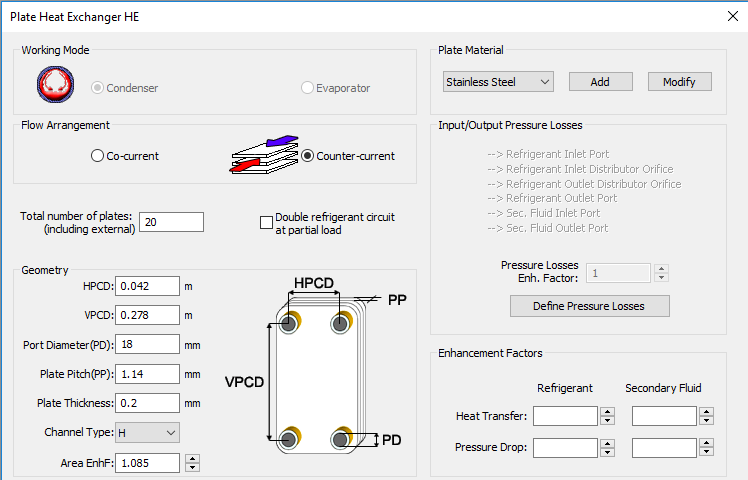 Plate Heat Exchanger HE
Working Mode
Condenser
Evaporator
Flow Arrangement
Co-current
Counter-current
Total number of plates:
(including external)
20
Double refrigerant circuit
at partial load
Geometry
HPCD: 0.042 m
VPCD: 0.278 m
Port Diameter(PD): 18 mm
Plate Pitch(PP): 1.14 mm
Plate Thickness: 0.2 mm
Channel Type: H
Area EnhF: 1.085
HPCD
PP
VPCD
PD
Plate Material
Stainless Steel
Add
Modify
Input/Output Pressure Losses
--> Refrigerant Inlet Port
--> Refrigerant Inlet Distributor Orifice
--> Refrigerant Outlet Distributor Orifice
--> Refrigerant Outlet Port
--> Sec. Fluid Inlet Port
--> Sec. Fluid Outlet Port
Pressure Losses
Enh. Factor:
1
Define Pressure Losses
Enhancement Factors
Refrigerant
Secondary Fluid
Heat Transfer:
Pressure Drop: